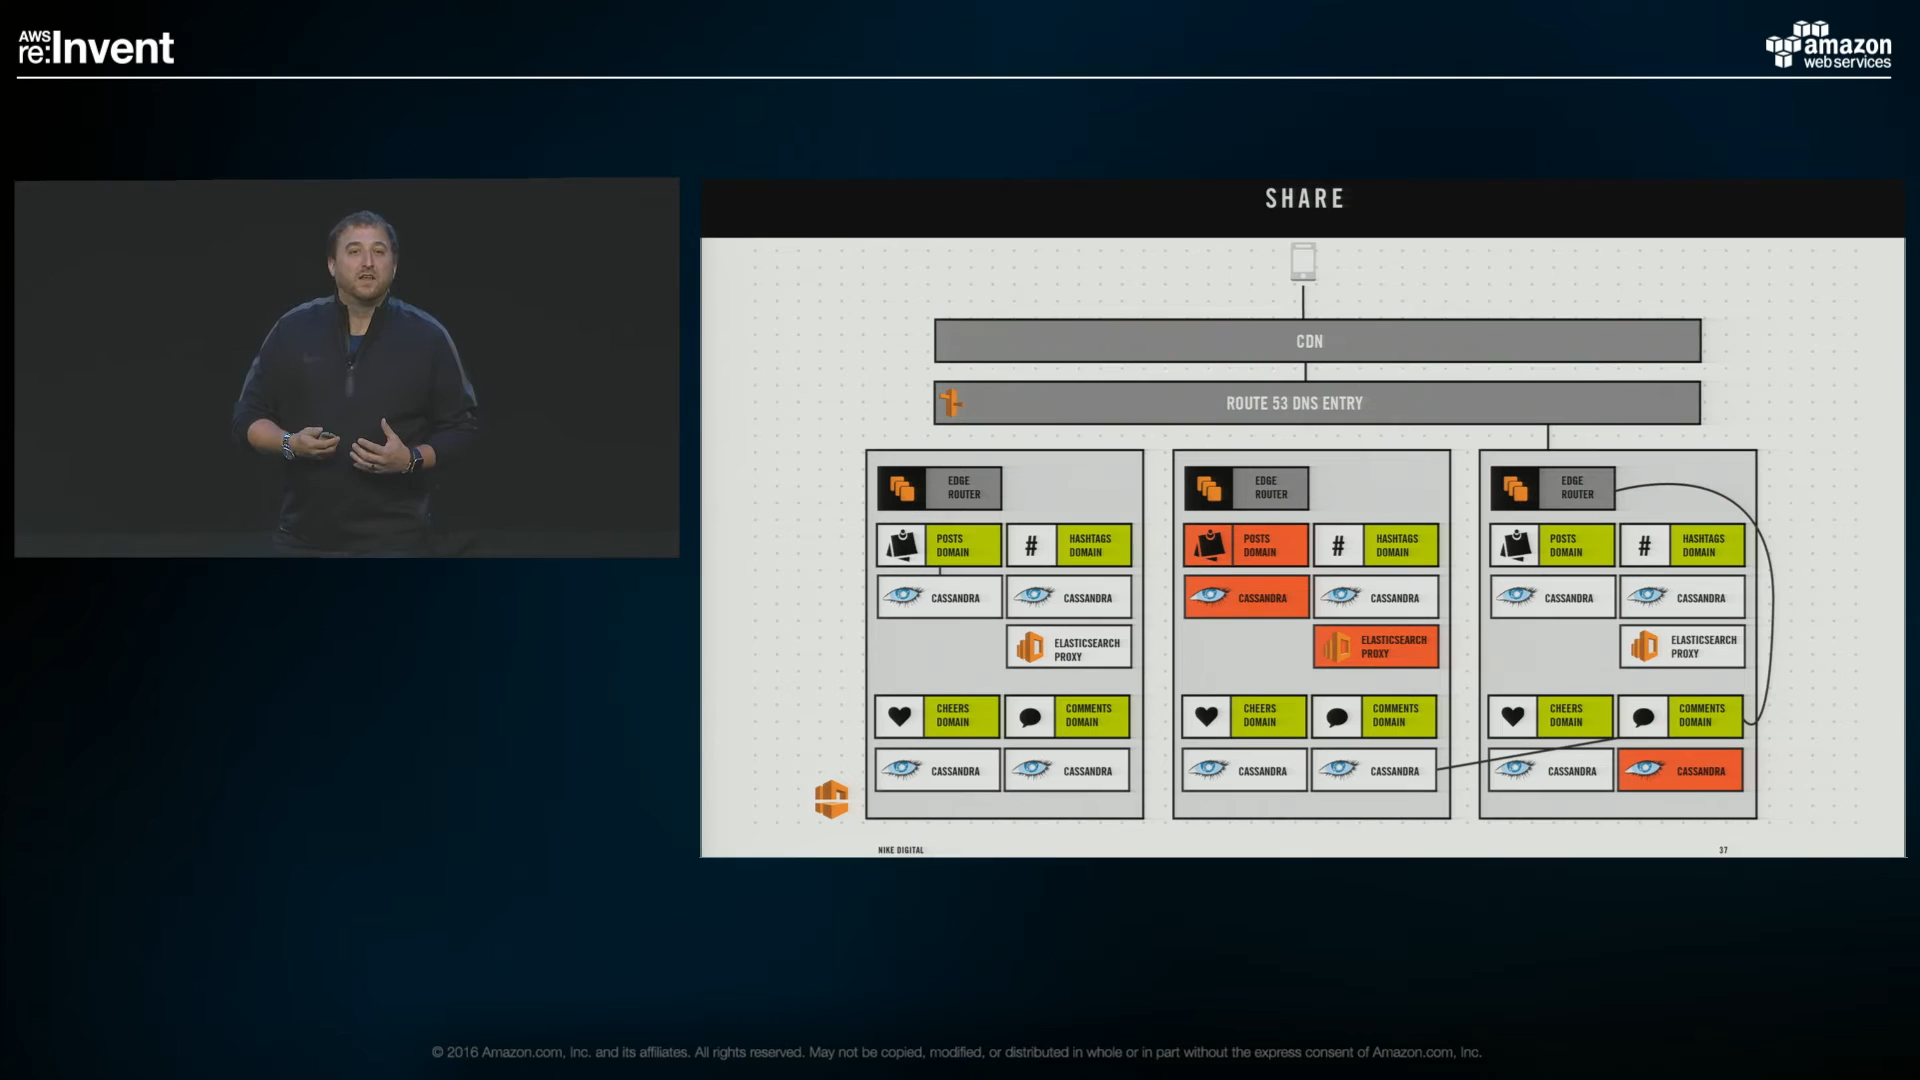 AWS
re:Invent
amazon
web services
SHARE
CDN
ROUTE 53 DNS ENTRY
EDGE
ROUTER
POSTS
DOMAIN
#
HASHTAGS
DOMAIN
CASSANDRA
CASSANDRA
ELASTICSEARCH
PROXY
CHEERS
DOMAIN
COMMENTS
DOMAIN
CASSANDRA
CASSANDRA
EDGE
ROUTER
POSTS
DOMAIN
#
HASHTAGS
DOMAIN
CASSANDRA
CASSANDRA
ELASTICSEARCH
PROXY
CHEERS
DOMAIN
COMMENTS
DOMAIN
CASSANDRA
CASSANDRA
EDGE
ROUTER
POSTS
DOMAIN
#
HASHTAGS
DOMAIN
CASSANDRA
CASSANDRA
ELASTICSEARCH
PROXY
CHEERS
DOMAIN
COMMENTS
DOMAIN
CASSANDRA
CASSANDRA
NIKE DIGITAL
37
© 2016 Amazon.com, Inc. and its affiliates. All rights reserved. May not be copied, modified, or distributed in whole or in part without the express consent of Amazon.com, Inc.